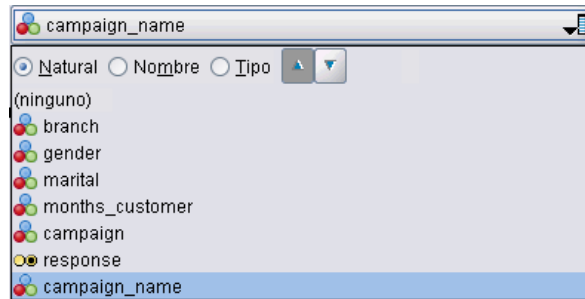 campaign_name
Natural Nombre Tipo
(ninguno)
branch
gender
marital
months_customer
campaign
response
campaign_name